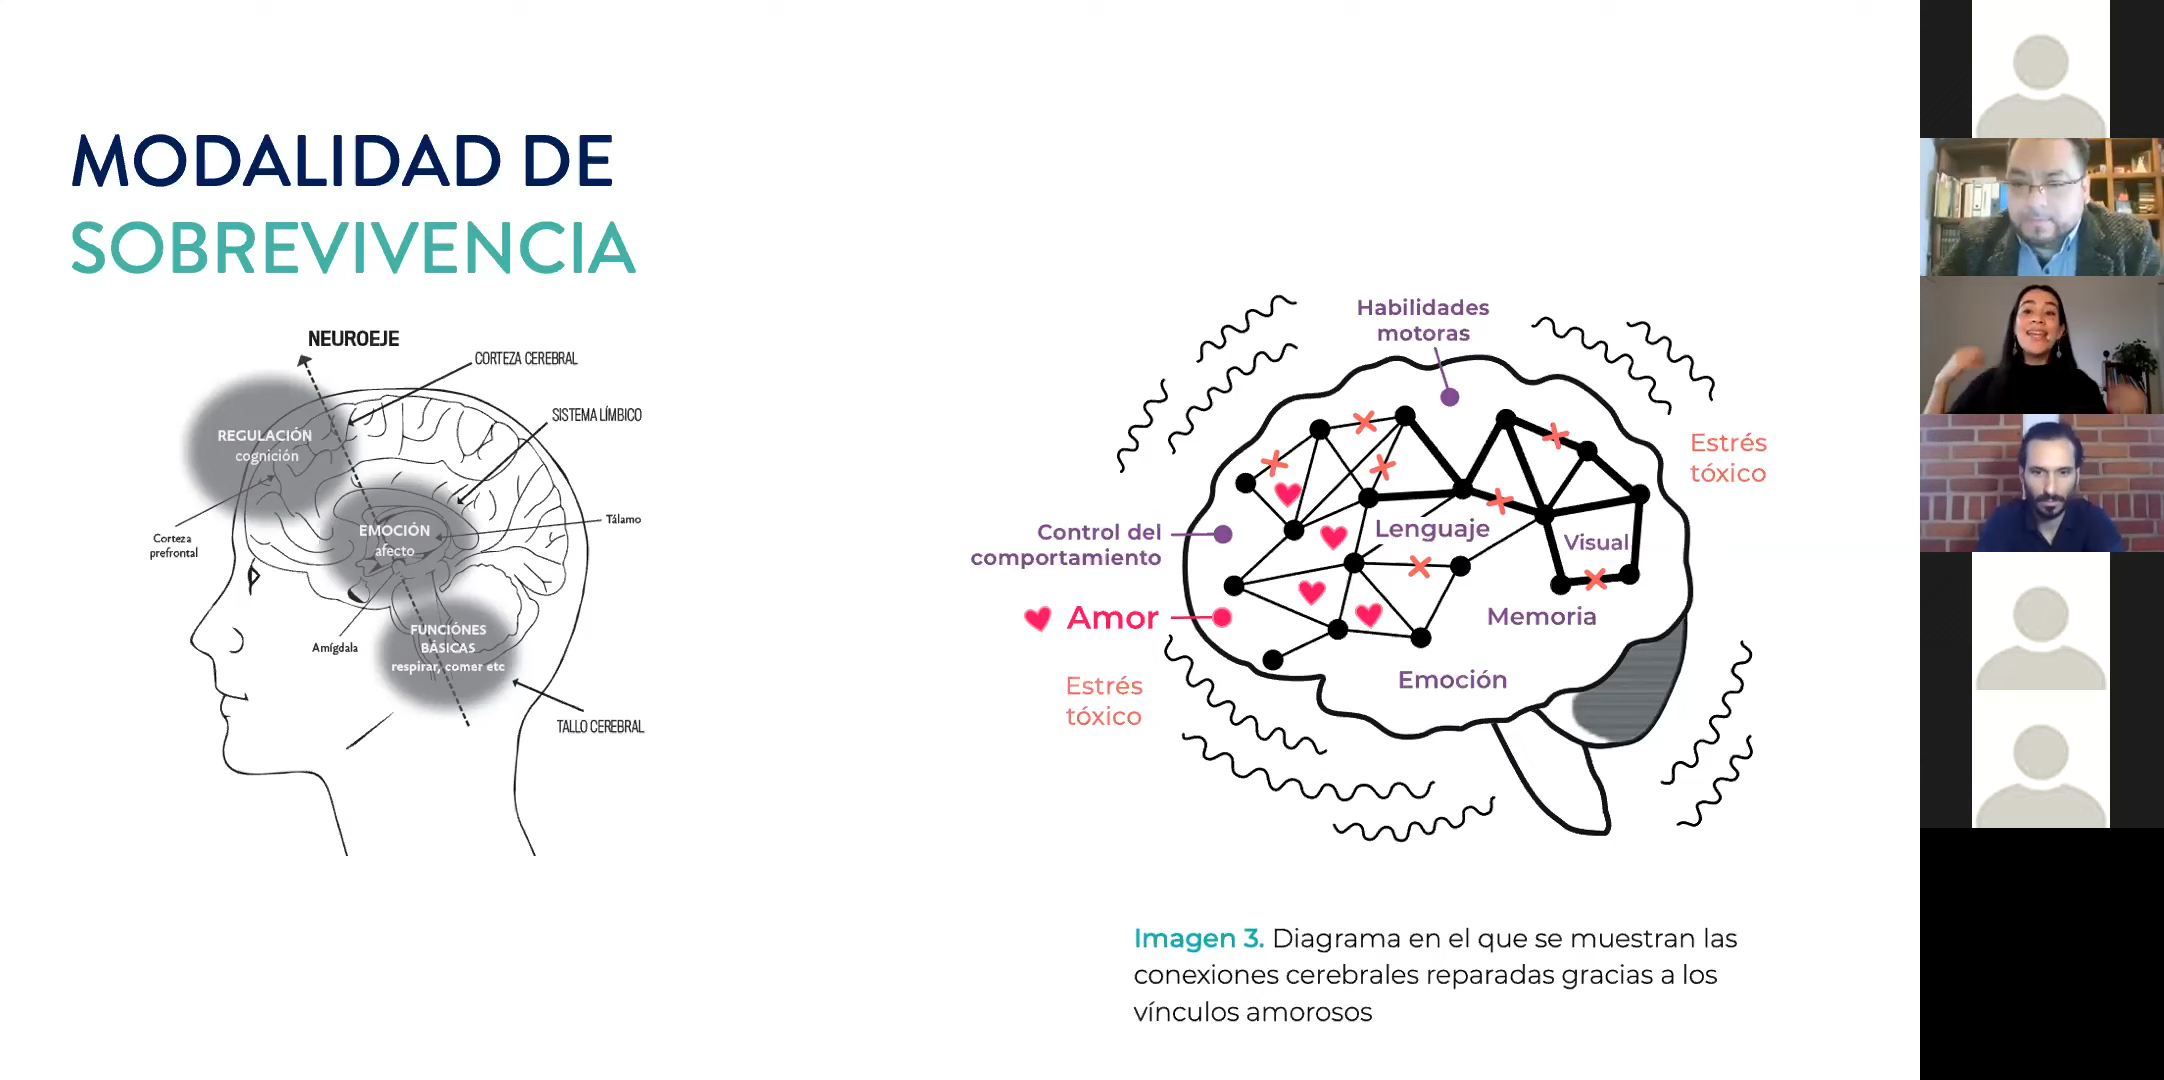 MODALIDAD DE
SOBREVIVENCIA
NEUROEJE
CORTEZA CEREBRAL
SISTEMA LÍMBICO
REGULACIÓN
cognición
Tálamo
EMOCIÓN
afecto
Corteza
prefrontal
FUNCIÓNES
BÁSICAS
respirar, comer etc
Amígdala
TALLO CEREBRAL
Habilidades
motoras
Estrés
tóxico
Control del
comportamiento
Lenguaje
Visual
Amor
Memoria
Emoción
Estrés
tóxico
Imagen 3. Diagrama en el que se muestran las
conexiones cerebrales reparadas gracias a los
vínculos amorosos